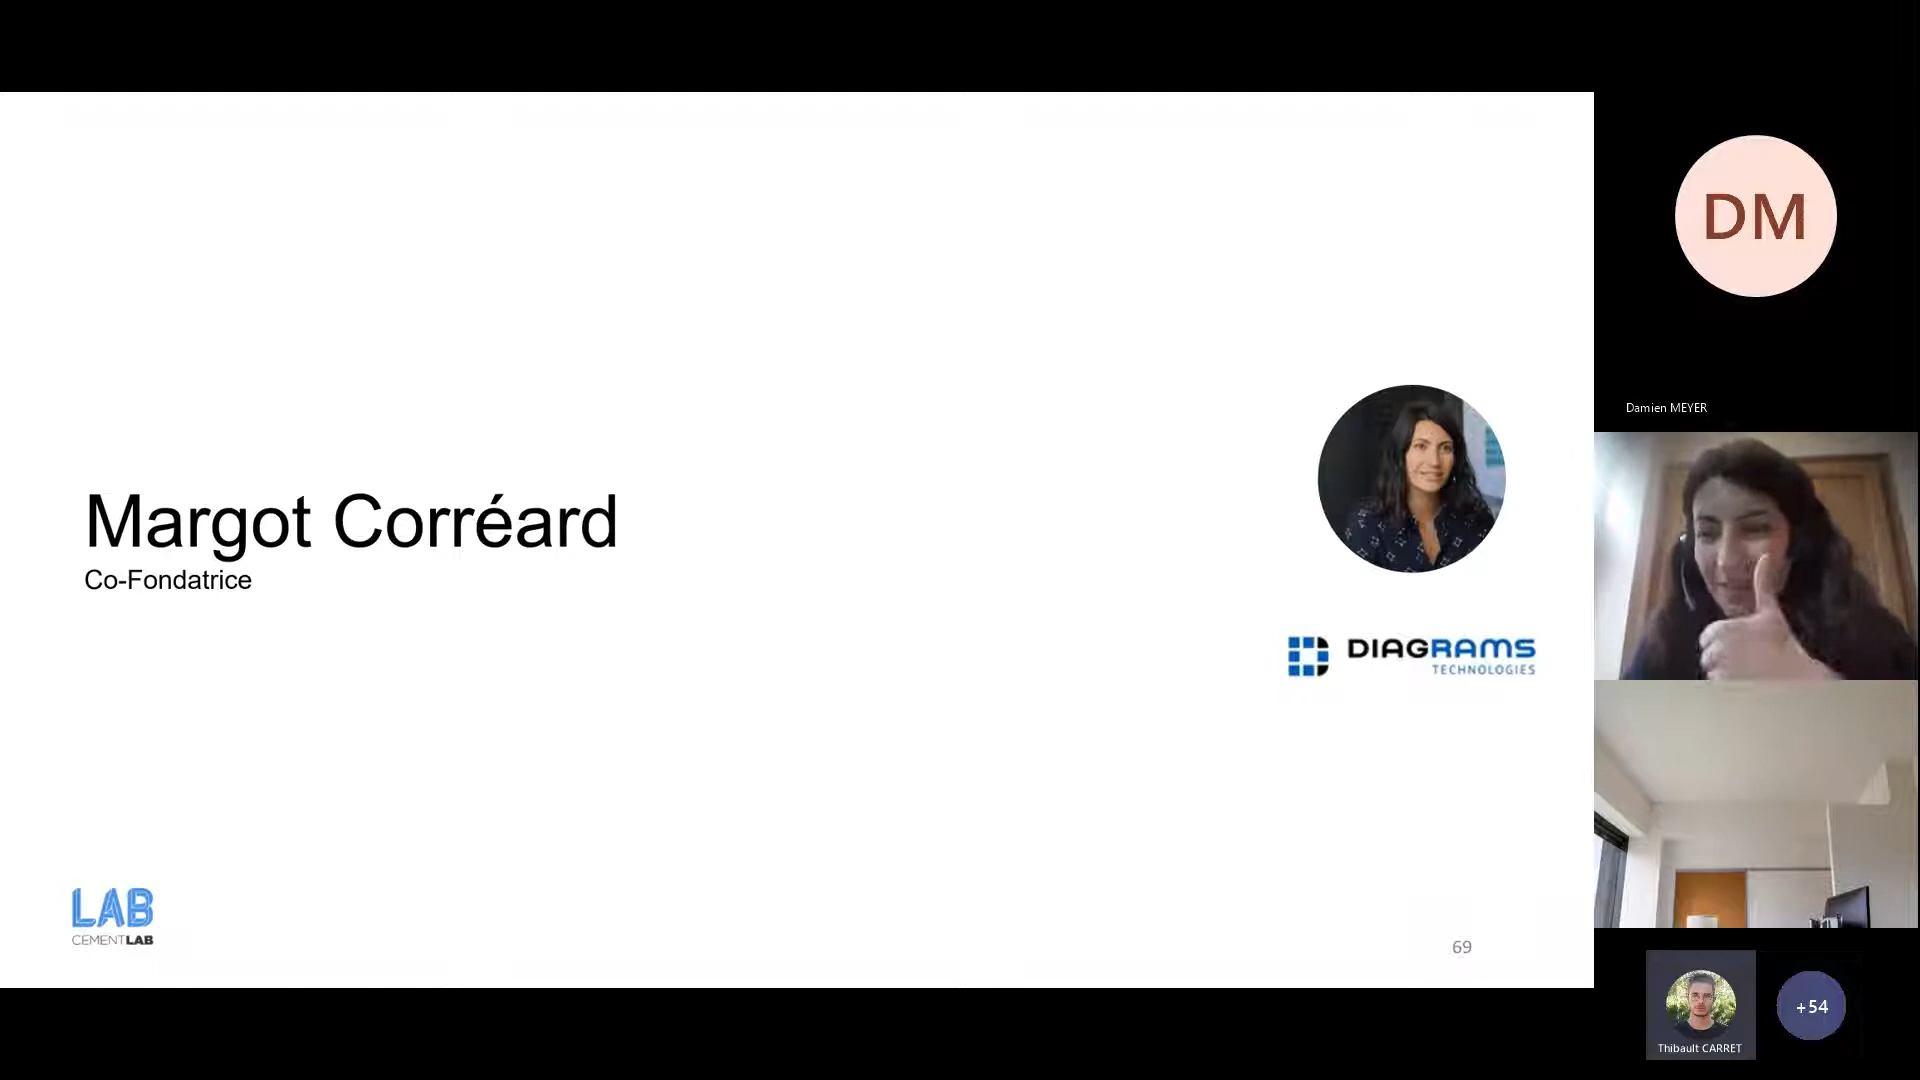 Margot Corréard
Co-Fondatrice
DIAGRAMS
TECHNOLOGIES
LAB
CEMENTLAB
69
DM
Damien MEYER
Thibault CARRET
+54